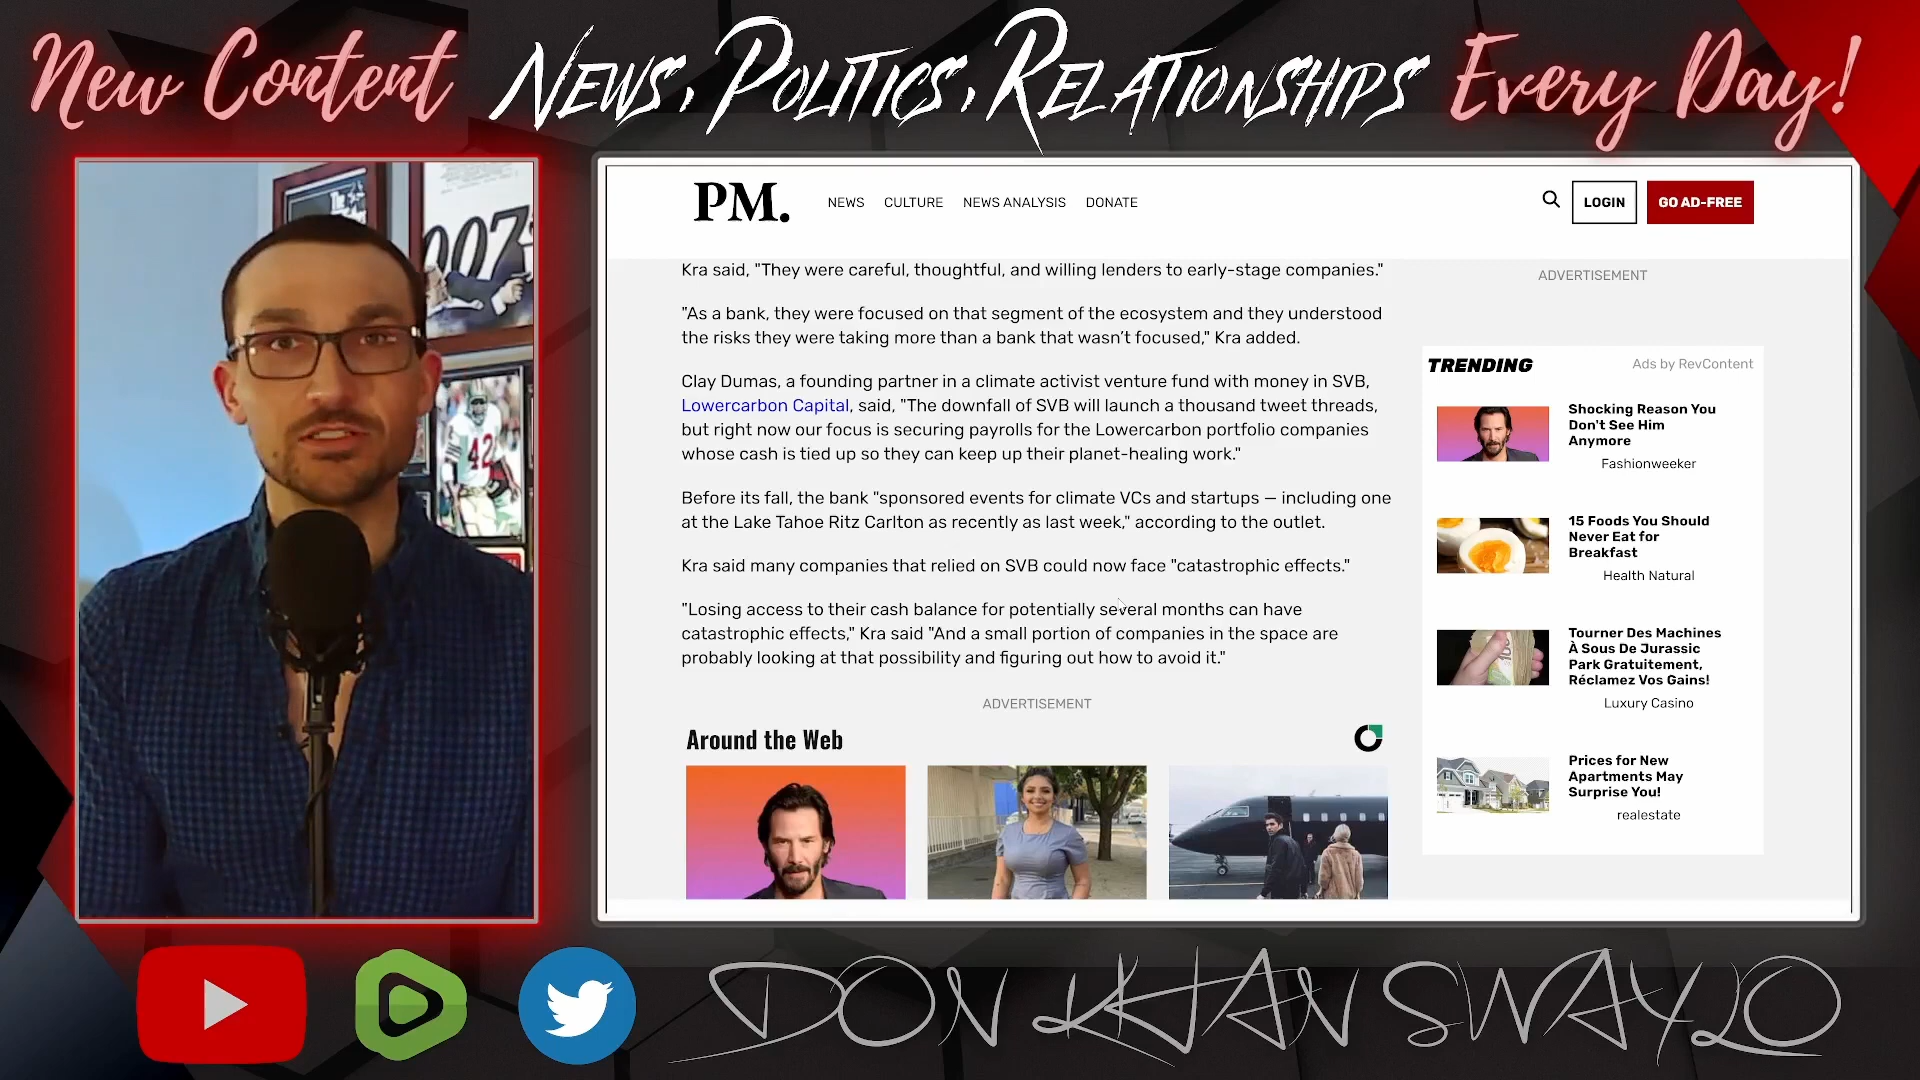 New Content News, Politics, Relationships Every Day!
007
42
PM.
NEWS CULTURE NEWS ANALYSIS DONATE
LOGIN
GO AD-FREE
Kra said, "They were careful, thoughtful, and willing lenders to early-stage companies."
"As a bank, they were focused on that segment of the ecosystem and they understood
the risks they were taking more than a bank that wasn't focused," Kra added.
Clay Dumas, a founding partner in a climate activist venture fund with money in SVB,
Lowercarbon Capital, said, "The downfall of SVB will launch a thousand tweet threads,
but right now our focus is securing payrolls for the Lowercarbon portfolio companies
whose cash is tied up so they can keep up their planet-healing work."
Before its fall, the bank "sponsored events for climate VCs and startups — including one
at the Lake Tahoe Ritz Carlton as recently as last week," according to the outlet.
Kra said many companies that relied on SVB could now face "catastrophic effects."
"Losing access to their cash balance for potentially several months can have
catastrophic effects," Kra said "And a small portion of companies in the space are
probably looking at that possibility and figuring out how to avoid it."
ADVERTISEMENT
Around the Web
ADVERTISEMENT
TRENDING
Ads by RevContent
Shocking Reason You
Don't See Him
Anymore
Fashionweeker
15 Foods You Should
Never Eat for
Breakfast
Health Natural
Tourner Des Machines
À Sous De Jurassic
Park Gratuitement,
Réclamez Vos Gains!
Luxury Casino
Prices for New
Apartments May
Surprise You!
realestate